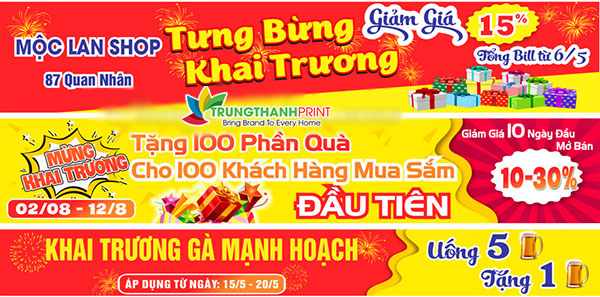 MỘC LAN SHOP
87 Quan Nhân
Tưng Bừng
Khai Trương
Giảm Giá
15%
Tổng Bill từ 6/5
TRUNGTHANHPRINT
Bring Brand To Every Home
MỪNG
KHAI TRƯƠNG
02/08 - 12/8
Tặng 100 Phần Quà
Cho 100 Khách Hàng Mua Sắm
ĐẦU TIÊN
Giảm Giá 10 Ngày Đầu
Mở Bán
10-30%
KHAI TRƯƠNG GÀ MẠNH HOẠCH
ÁP DỤNG TỪ NGÀY: 15/5 - 20/5
Uống 5
Tặng 1